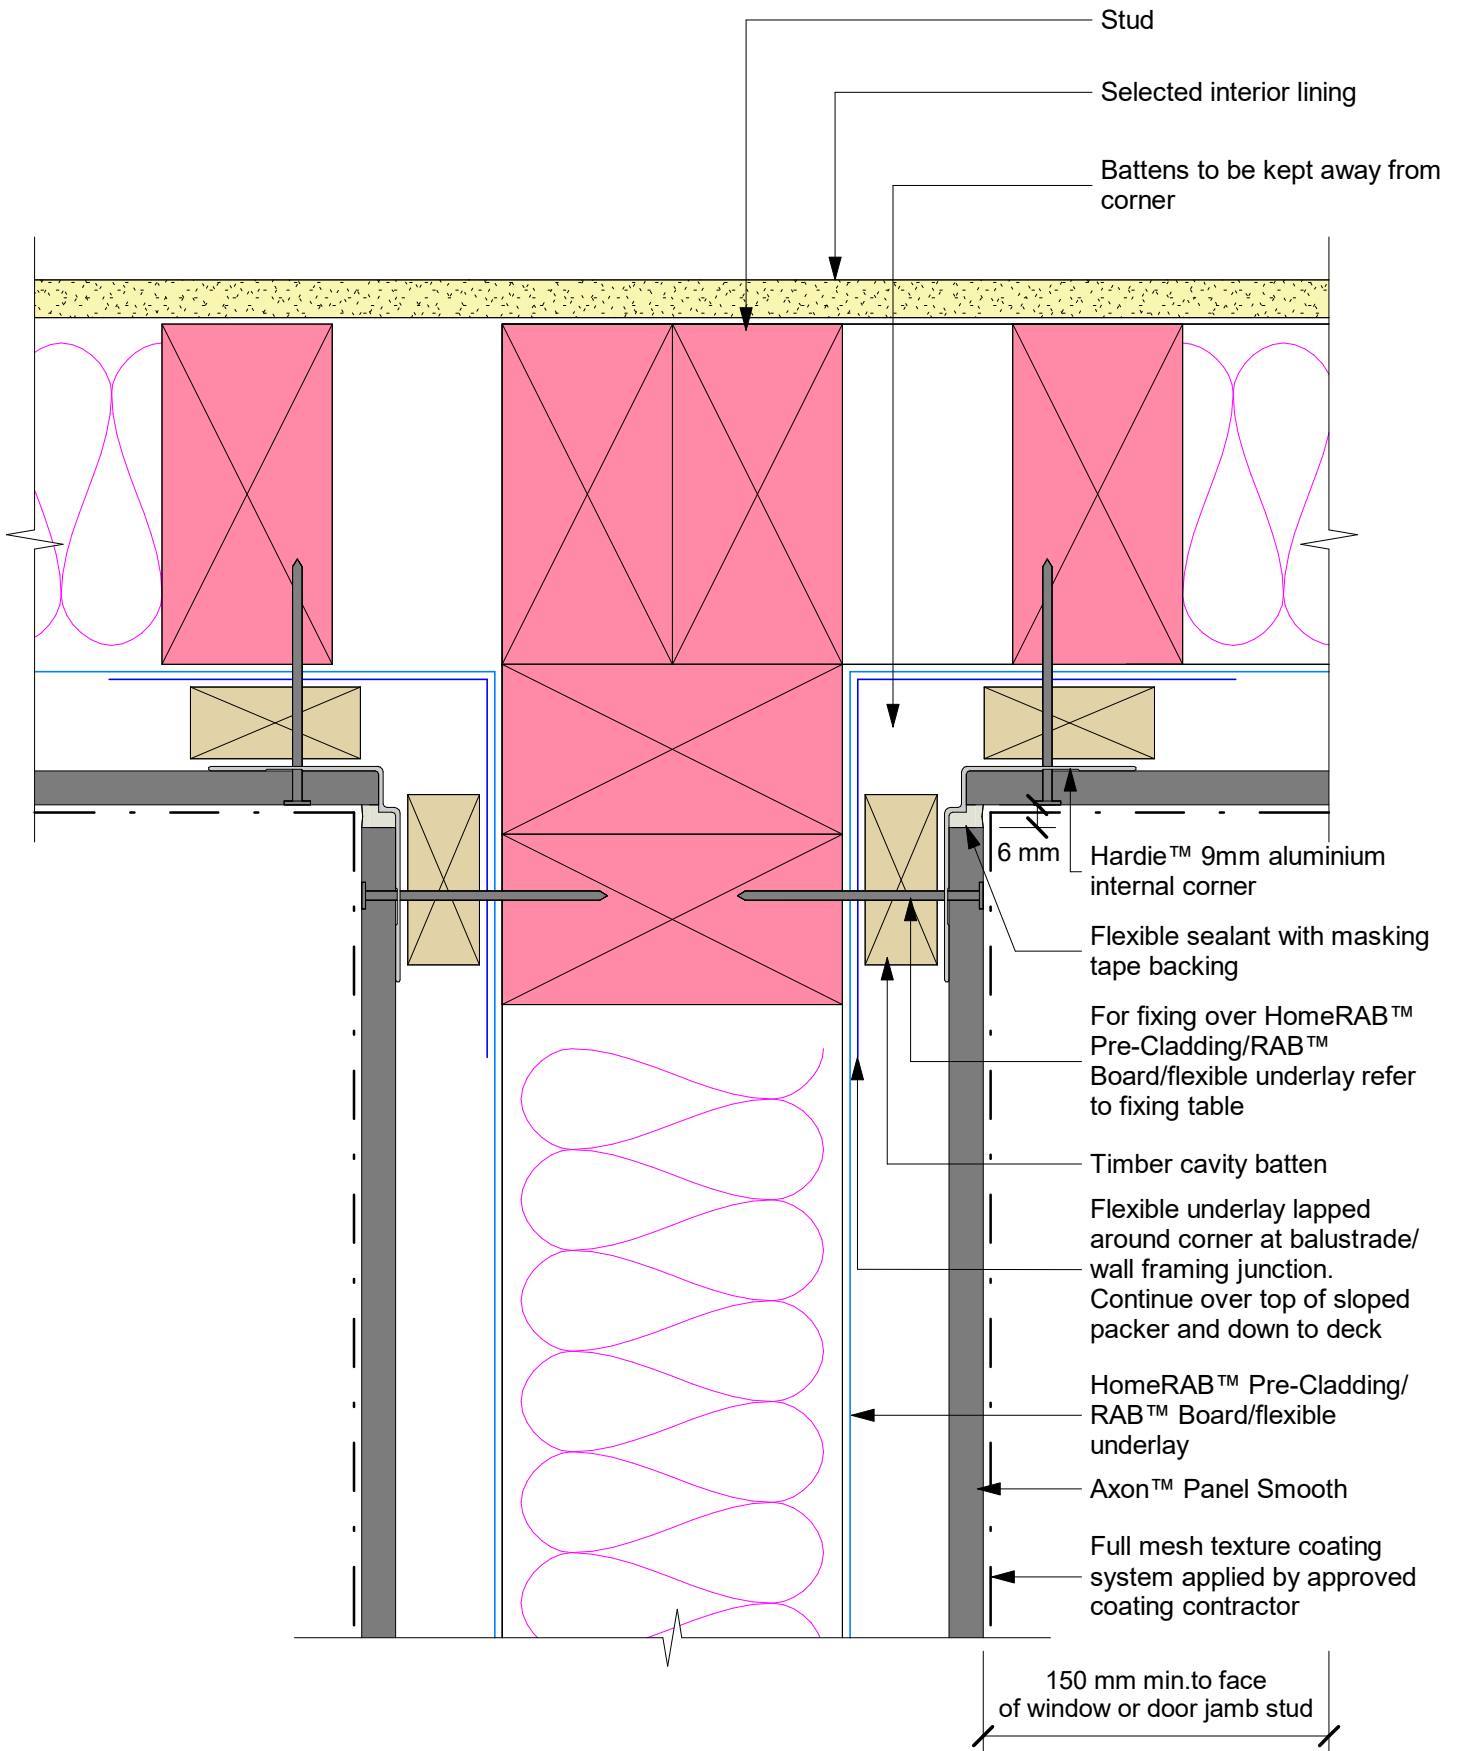 Stud
Selected interior lining
Battens to be kept away from
corner
6 mm
Hardie™ 9mm aluminium
internal corner
Flexible sealant with masking
tape backing
For fixing over HomeRAB™
Pre-Cladding/RAB™
Board/flexible underlay refer
to fixing table
Timber cavity batten
Flexible underlay lapped
around corner at balustrade/
wall framing junction.
Continue over top of sloped
packer and down to deck
HomeRAB™ Pre-Cladding/
RAB™ Board/flexible
underlay
Axon™ Panel Smooth
Full mesh texture coating
system applied by approved
coating contractor
150 mm min.to face
of window or door jamb stud